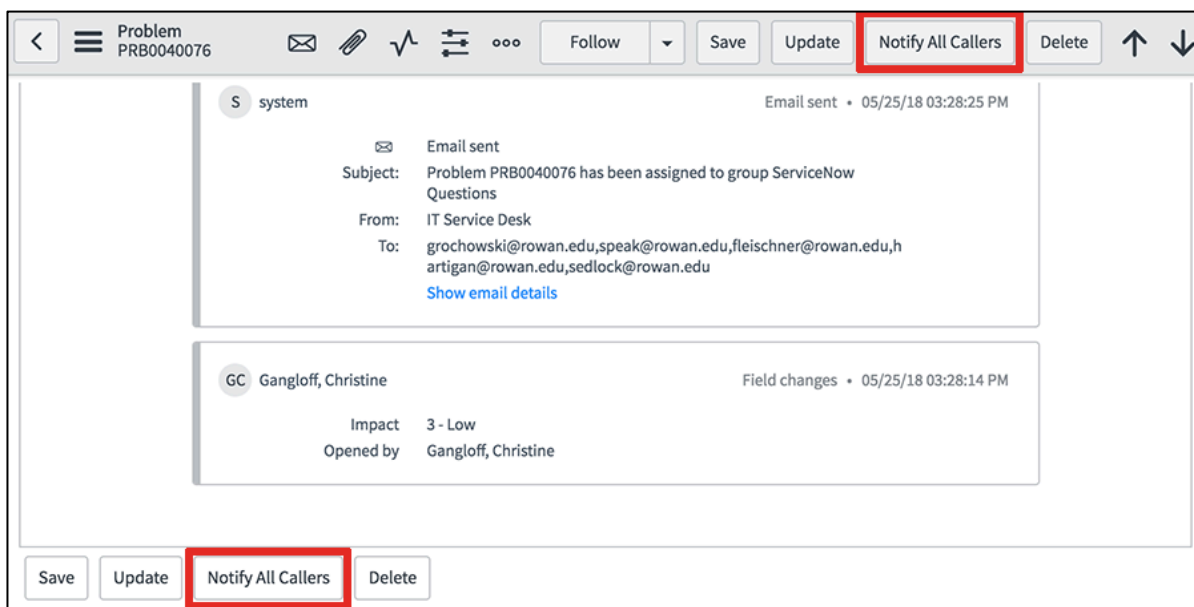 Problem
PRB0040076
Follow
Save
Update
Notify All Callers
Delete
S system
Email sent • 05/25/18 03:28:25 PM
Email sent
Subject: Problem PRB0040076 has been assigned to group ServiceNow
Questions
From: IT Service Desk
To: grochowski@rowan.edu,speak@rowan.edu,fleischner@rowan.edu,h
artigan@rowan.edu,sedlock@rowan.edu
Show email details
GC Gangloff, Christine
Field changes • 05/25/18 03:28:14 PM
Impact 3 - Low
Opened by Gangloff, Christine
Save
Update
Notify All Callers
Delete